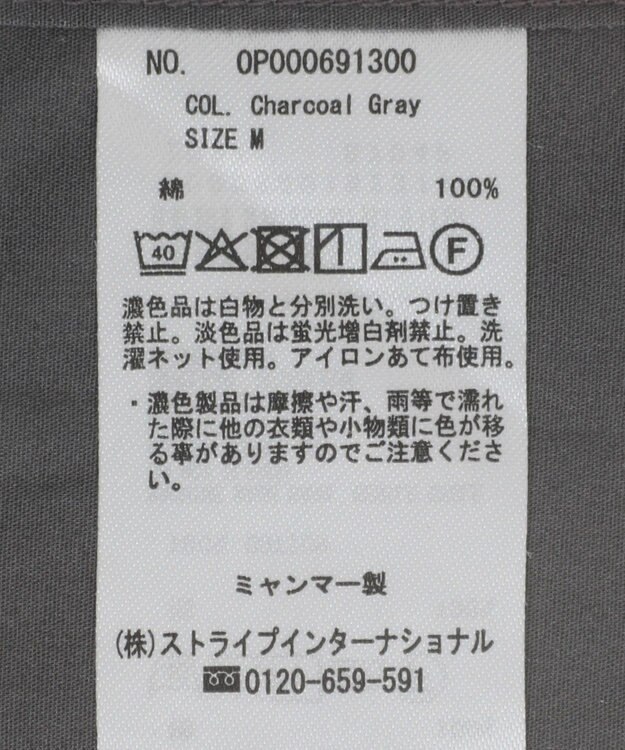 NO. 0P000691300
COL. Charcoal Gray
SIZE M
綿 100%
40 F
濃色品は白物と分別洗い。つけ置き
禁止。淡色品は蛍光増白剤禁止。洗
濯ネット使用。アイロンあて布使用。
・濃色製品は摩擦や汗、雨等で濡れ
た際に他の衣類や小物類に色が移
る事がありますのでご注意くださ
い。
ミャンマー製
(株)ストライプインターナショナル
0120-659-591